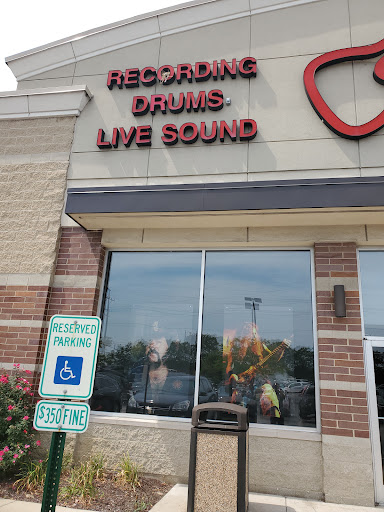 RECORDING
DRUMS
LIVE SOUND
RESERVED
PARKING
$350 FINE